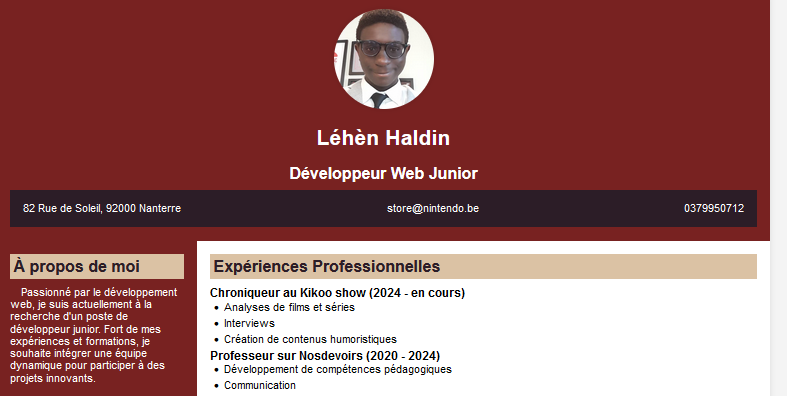 Léhèn Haldin
Développeur Web Junior
82 Rue de Soleil, 92000 Nanterre
store@nintendo.be
0379950712
À propos de moi
Passionné par le développement
web, je suis actuellement à la
recherche d'un poste de
développeur junior. Fort de mes
expériences et formations, je
souhaite intégrer une équipe
dynamique pour participer à des
projets innovants.
Expériences Professionnelles
Chroniqueur au Kikoo show (2024 - en cours)
Analyses de films et séries
Interviews
Création de contenus humoristiques
Professeur sur Nosdevoirs (2020 - 2024)
Développement de compétences pédagogiques
Communication